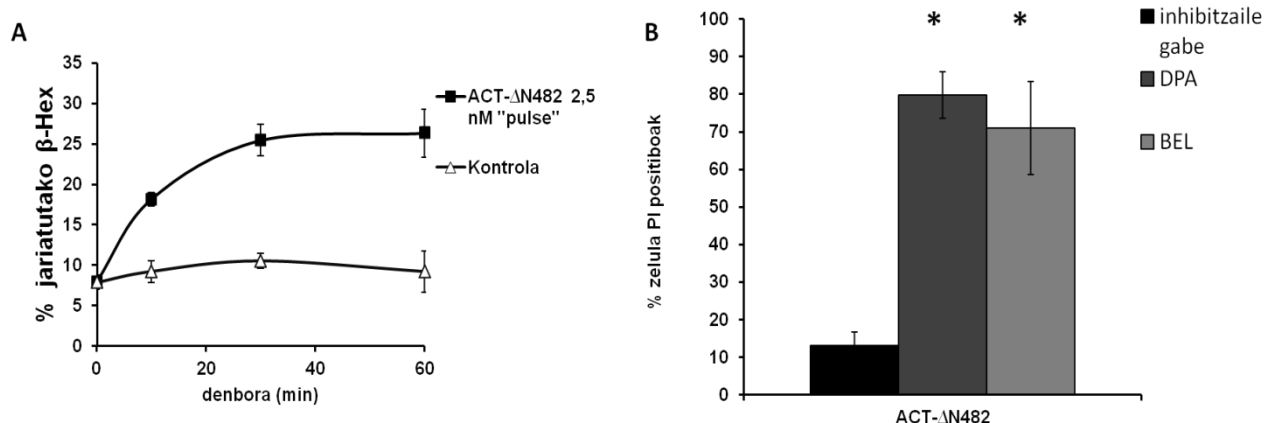 A
% jariatutako β-Hex
35
30
25
20
15
10
5
0
0
20
40
60
denbora (min)
ACT-ΔN482 2,5
nM "pulse"
Kontrola
B
% zelula PI positiboak
100
90
80
70
60
50
40
30
20
10
0
*
*
ACT-ΔN482
inhibitzaile
gabe
DPA
BEL